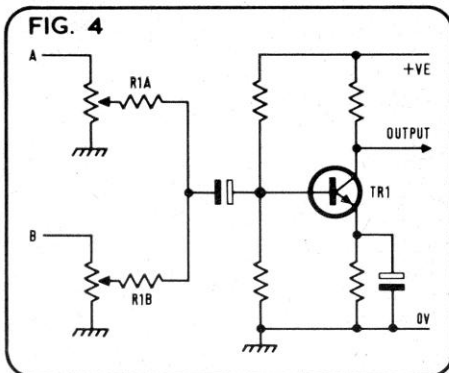 FIG. 4
A
R1A
+VE
OUTPUT
TR1
B
R1B
0V